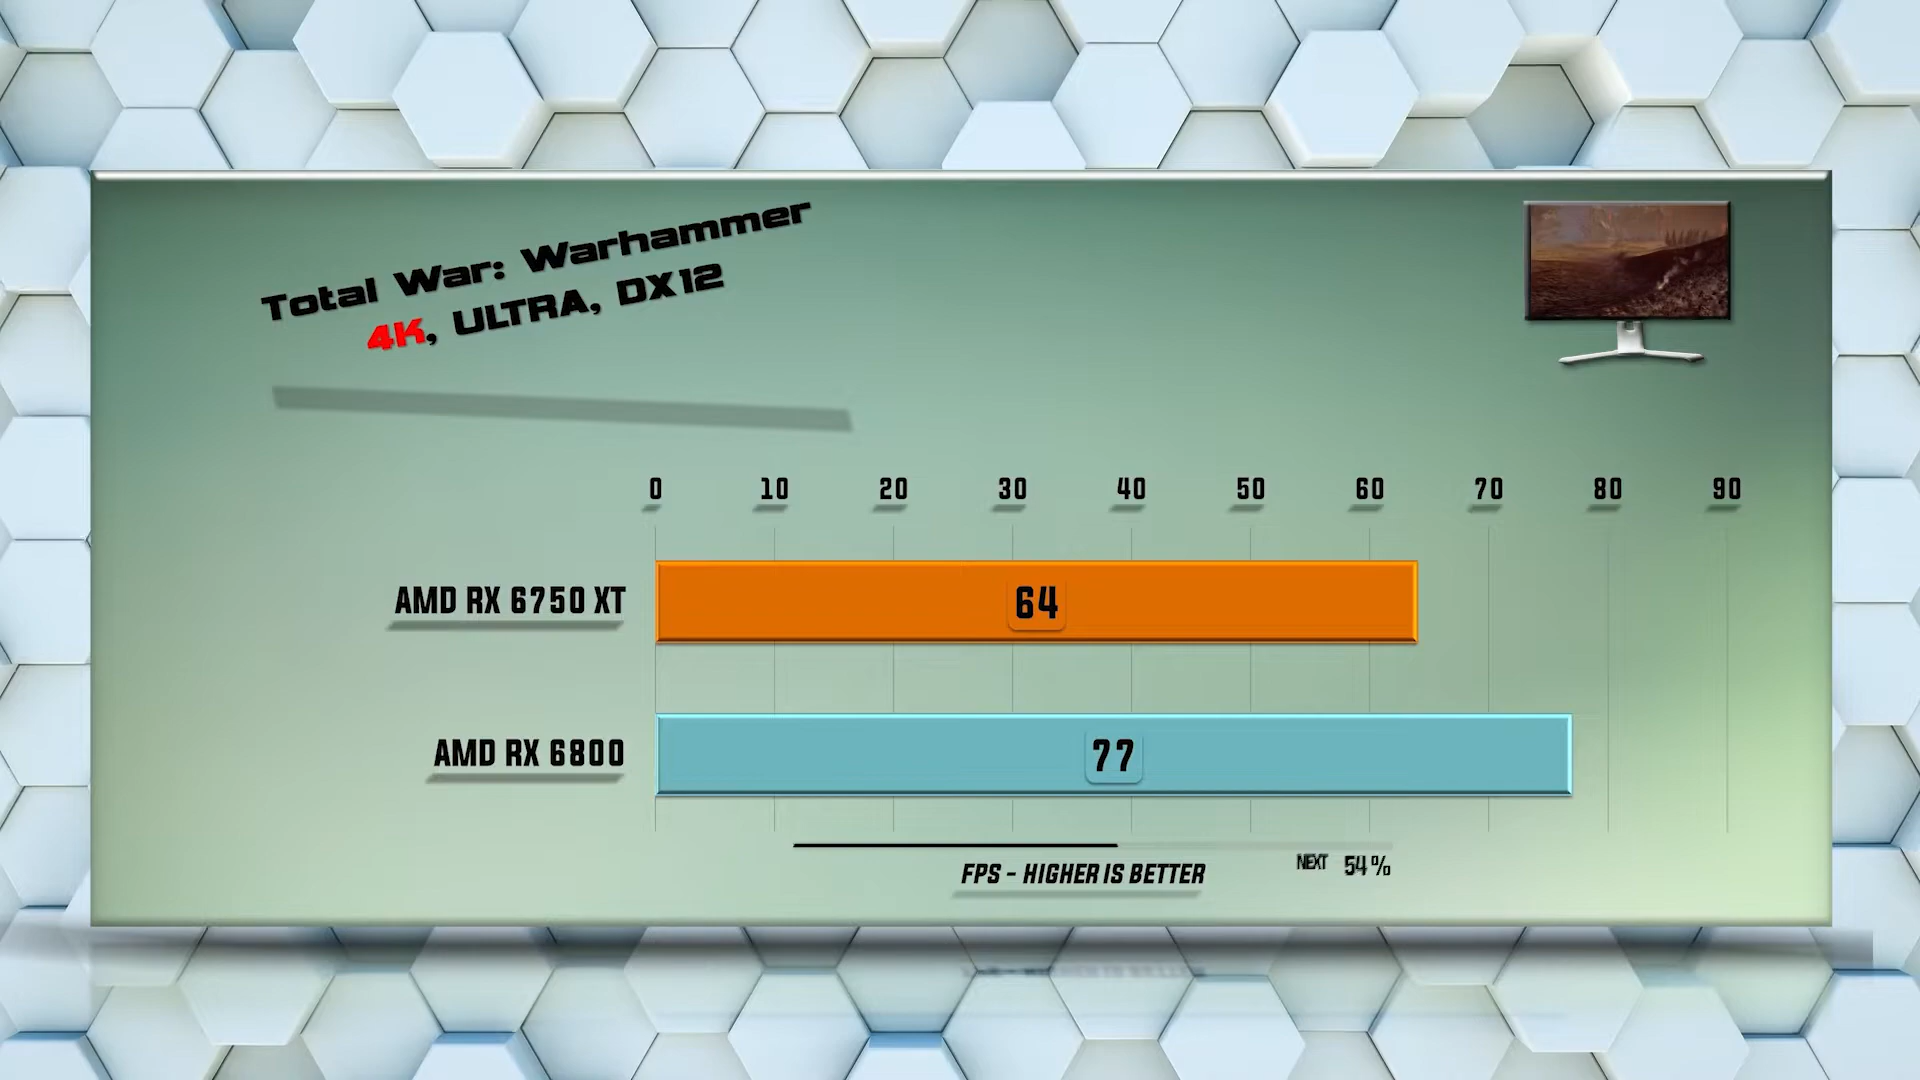 Total War: Warhammer
4K, ULTRA, DX12
0 10 20 30 40 50 60 70 80 90
AMD RX 6750 XT 64
AMD RX 6800 77
FPS - HIGHER IS BETTER
NEXT 54%